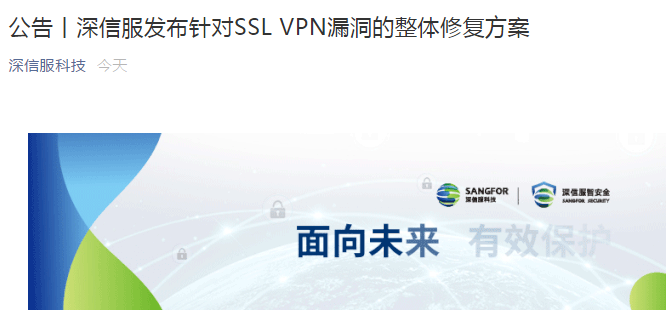 公告丨深信服发布针对SSL VPN漏洞的整体修复方案
深信服科技 今天
SANGFOR
深信服科技
深信服智安全
SANGFOR SECURITY
面向未来 有效保护